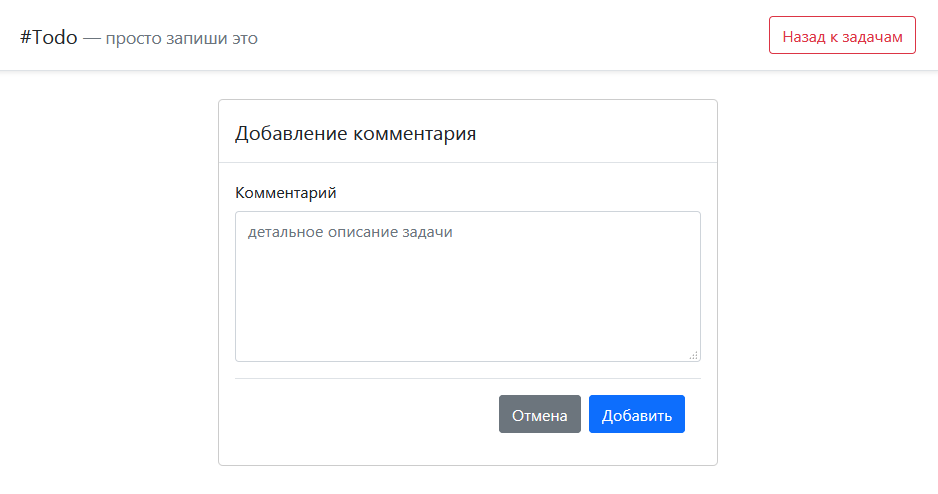 #Todo — просто запиши это
Назад к задачам
Добавление комментария
Комментарий
детальное описание задачи
Отмена
Добавить